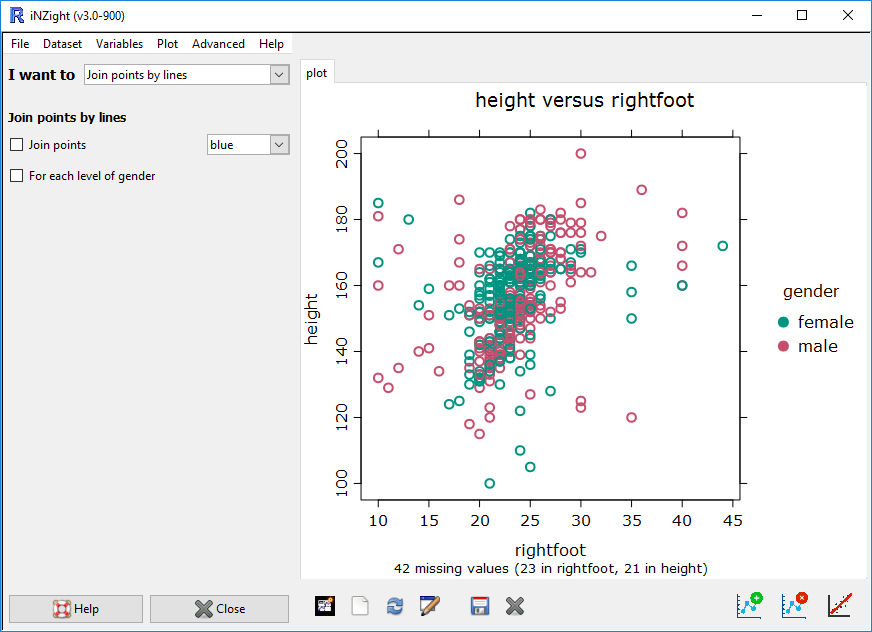 iNZight (v3.0-900)
File Dataset Variables Plot Advanced Help
I want to Join points by lines
Join points by lines
Join points blue
For each level of gender
Help Close
plot
height versus rightfoot
height
200
180
160
140
120
100
10 15 20 25 30 35 40 45
rightfoot
42 missing values (23 in rightfoot, 21 in height)
gender
female
male